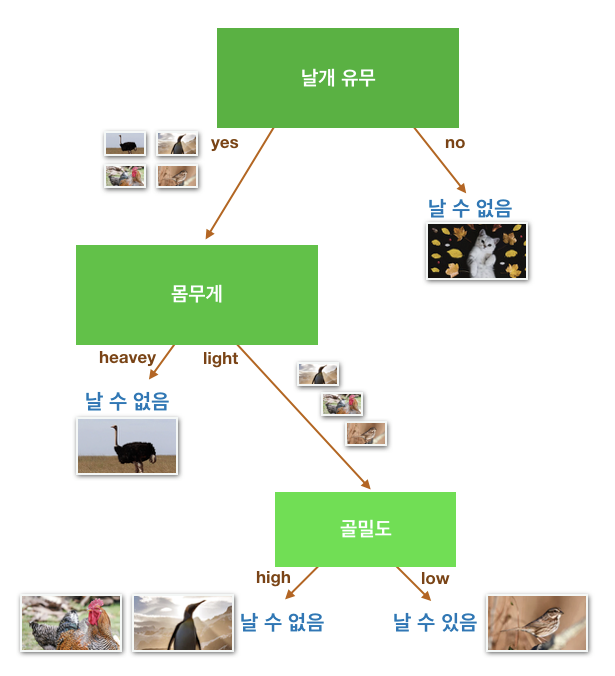 날개 유무
yes
no
날 수 없음
몸무게
heavey
light
날 수 없음
골밀도
high
low
날 수 없음
날 수 있음